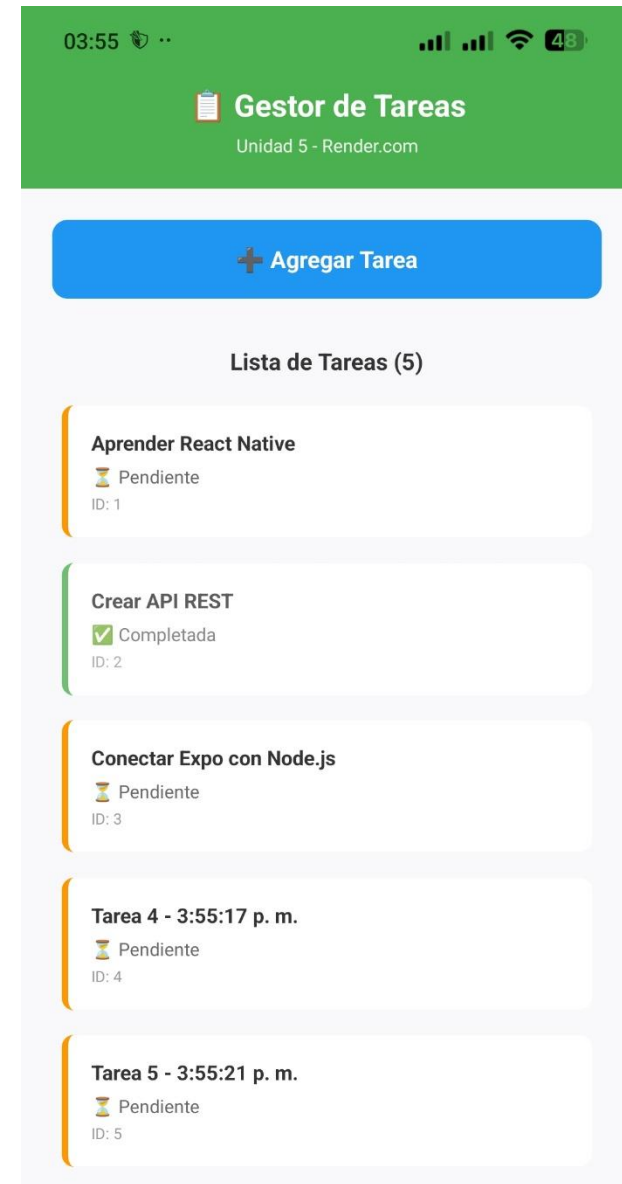 03:55 48
📋 Gestor de Tareas
Unidad 5 - Render.com
➕ Agregar Tarea
Lista de Tareas (5)
Aprender React Native
⏳ Pendiente
ID: 1
Crear API REST
✅ Completada
ID: 2
Conectar Expo con Node.js
⏳ Pendiente
ID: 3
Tarea 4 - 3:55:17 p. m.
⏳ Pendiente
ID: 4
Tarea 5 - 3:55:21 p. m.
⏳ Pendiente
ID: 5